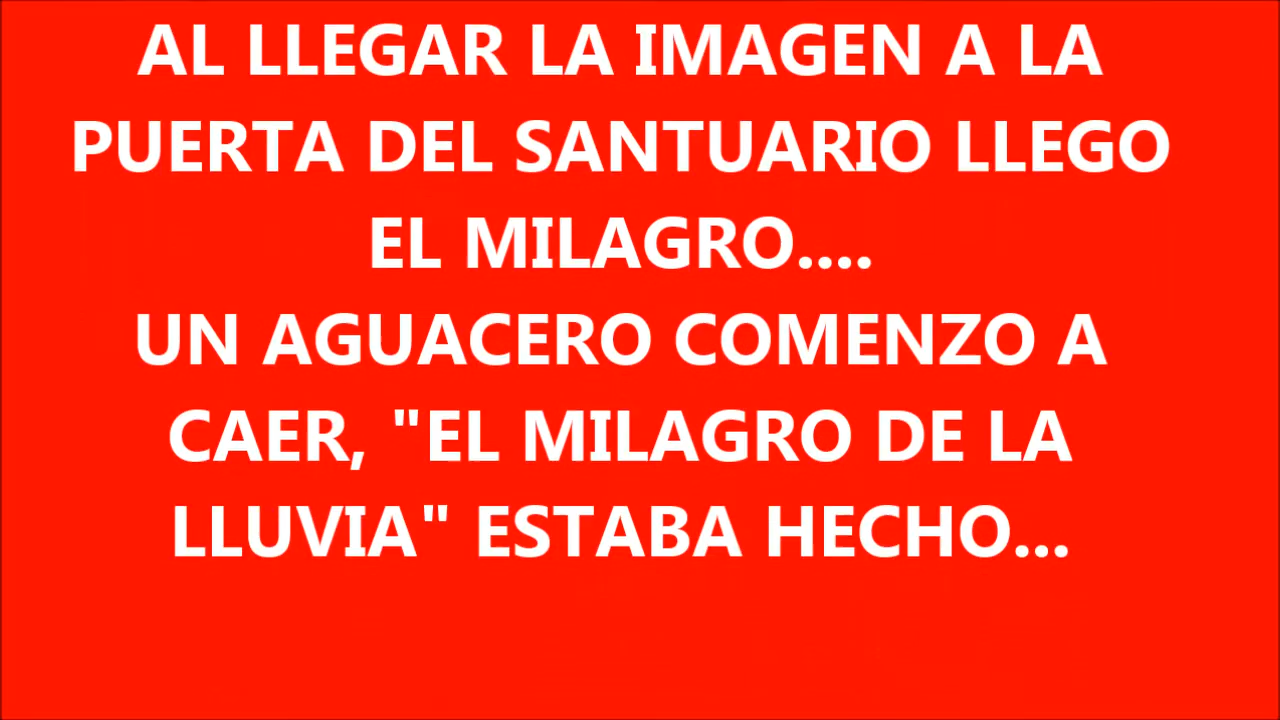 AL LLEGAR LA IMAGEN A LA
PUERTA DEL SANTUARIO LLEGO
EL MILAGRO....
UN AGUACERO COMENZO A
CAER, "EL MILAGRO DE LA
LLUVIA" ESTABA HECHO...